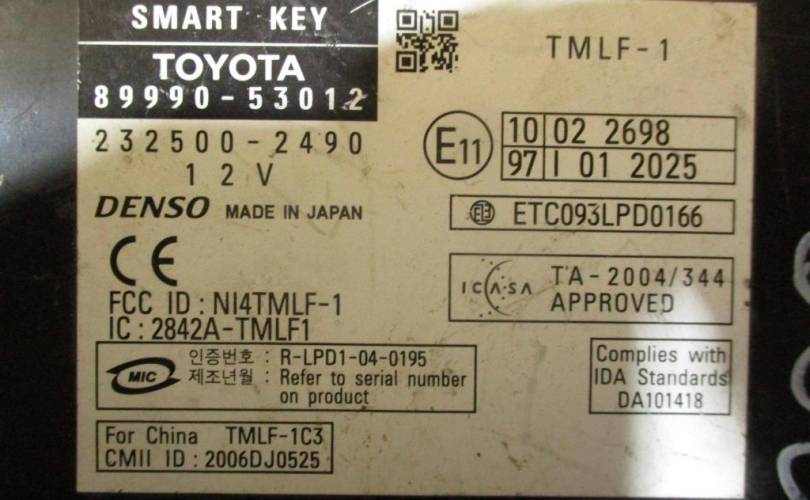 SMART KEY
TOYOTA
89990-53012
232500-2490
12V
DENSO MADE IN JAPAN
CE
FCC ID : NI4TMLF-1
IC : 2842A-TMLF1
MIC
인증번호 : R-LPD1-04-0195
제조년월 : Refer to serial number
on product
For China TMLF-1C3
CMII ID : 2006DJ0525
TMLF-1
E11
10 02 2698
97 I 01 2025
ETC093LPD0166
ICASA
TA-2004/344
APPROVED
Complies with
IDA Standards
DA101418